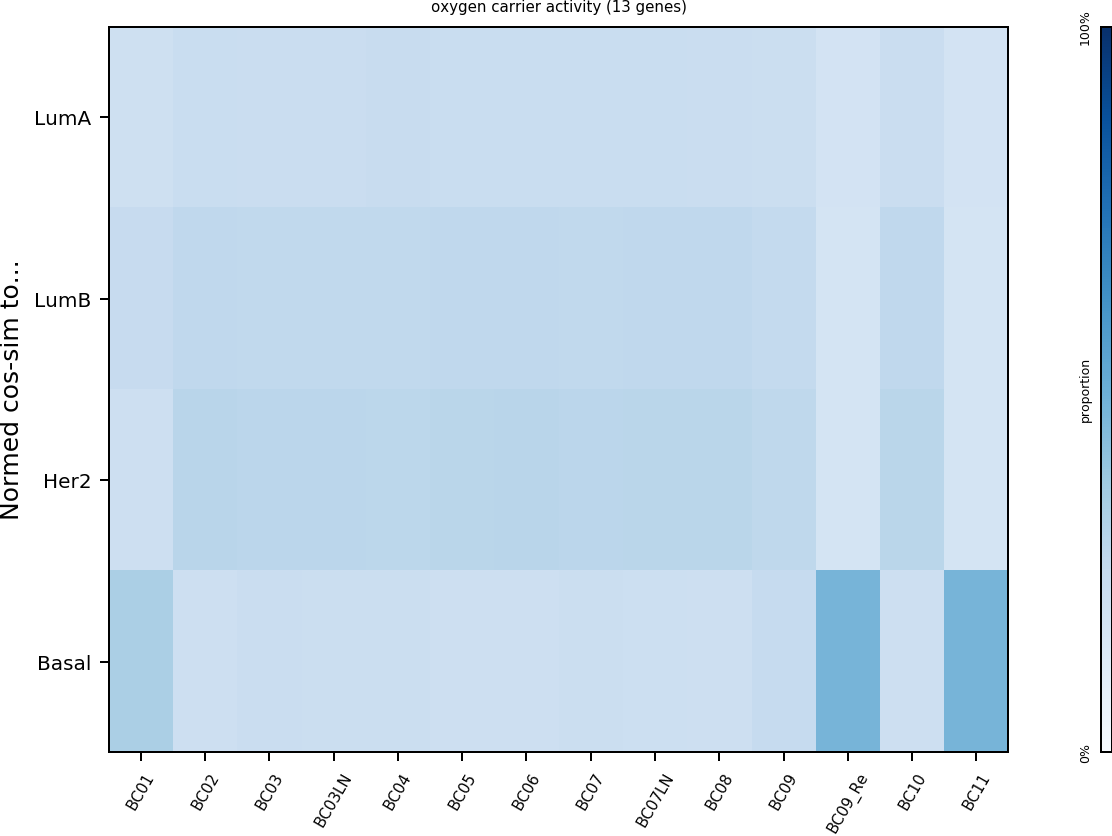 oxygen carrier activity (13 genes)
100%
LumA
LumB
Normed cos-sim to...
proportion
Her2
Basal
0%
BC01
BC02
BC03
BC03LN
BC04
BC05
BC06
BC07
BC07LN
BC08
BC09
BC09_Re
BC10
BC11